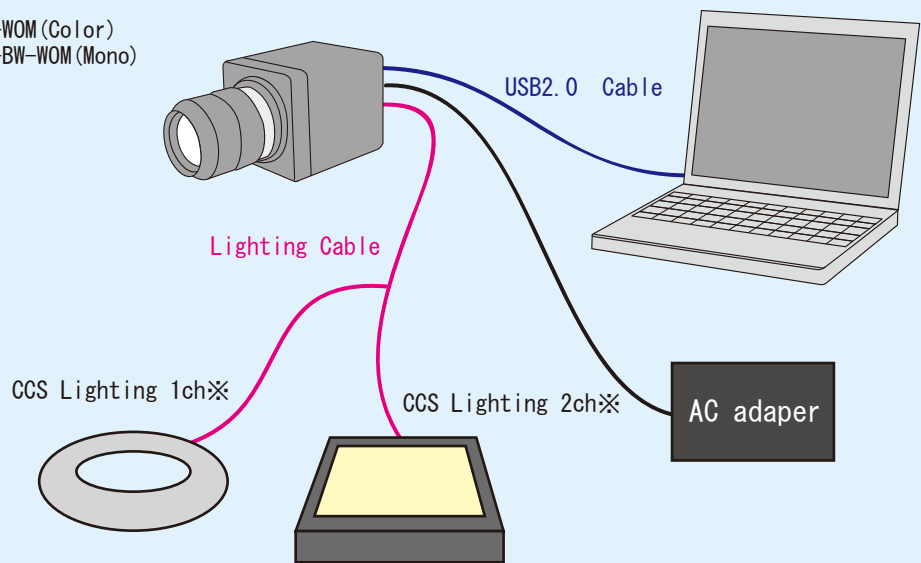 -WOM(Color)
-BW-WOM(Mono)
USB2.0 Cable
Lighting Cable
CCS Lighting 1ch※
CCS Lighting 2ch※
AC adaper